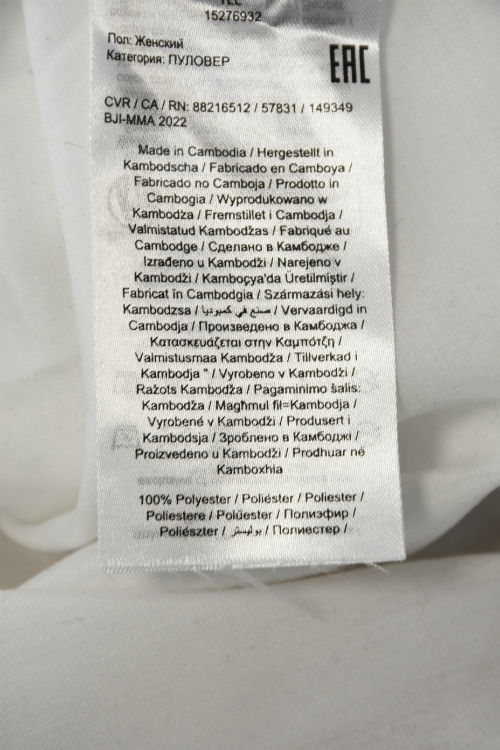 15276932
Пол: Женский
Категория: ПУЛОВЕР
EAC
CVR / CA / RN: 88216512 / 57831 / 149349
BJI-MMA 2022
Made in Cambodia / Hergestellt in
Kambodscha / Fabricado en Camboya /
Fabricado no Camboja / Prodotto in
Cambogia / Wyprodukowano w
Kambodża / Fremstillet i Cambodja /
Valmistatud Kambodžas / Fabriqué au
Cambodge / Сделано в Камбодже /
Izrađeno u Kambodži / Narejeno v
Kambodži / Kamboçya'da Üretilmiştir /
Fabricat în Cambodgia / Származási hely:
Kambodzsa / صنع في كمبوديا / Vervaardigd in
Cambodja / Произведено в Камбоджа /
Κατασκευάζεται στην Καμπότζη /
Valmistusmaa Kambodža / Tillverkad i
Kambodja " / Vyrobeno v Kambodži /
Ražots Kambodža / Pagaminimo šalis:
Kambodža / Magħmul fil=Kambodja /
Vyrobené v Kambodži / Produsert i
Kambodsja / Зроблено в Камбоджі /
Proizvedeno u Kambodži / Prodhuar në
Kamboxhia
100% Polyester / Poliéster / Poliester /
Poliestere / Polüester / Полиэфир /
Poliészter / بوليستر / Полиестер /